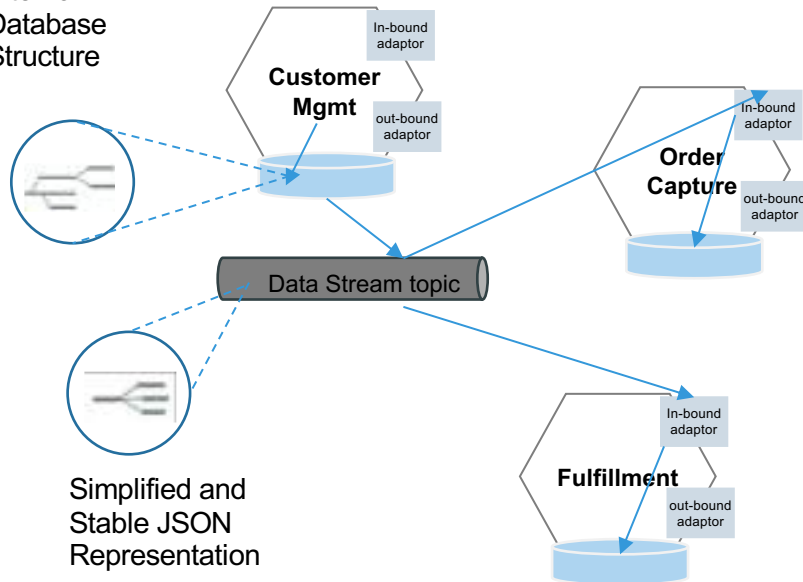 Database
Structure
In-bound
adaptor
Customer
Mgmt
out-bound
adaptor
In-bound
adaptor
Order
Capture
out-bound
adaptor
Data Stream topic
In-bound
adaptor
Fulfillment
out-bound
adaptor
Simplified and
Stable JSON
Representation